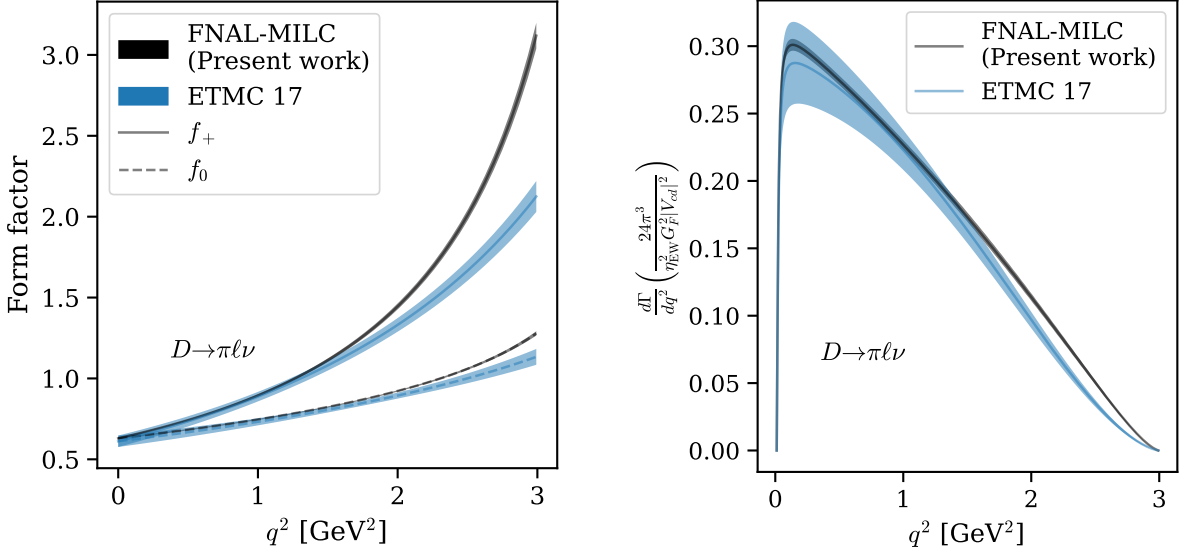 FNAL-MILC
(Present work)
ETMC 17
f₊
f₀
3.0
2.5
2.0
1.5
1.0
0.5
Form factor
D→πℓν
0 1 2 3
q² [GeV²]
FNAL-MILC
(Present work)
ETMC 17
0.30
0.25
0.20
0.15
0.10
0.05
0.00
dΓ/dq² (24π³/η²_EW G²_F|V_cd|²)
D→πℓν
0 1 2 3
q² [GeV²]